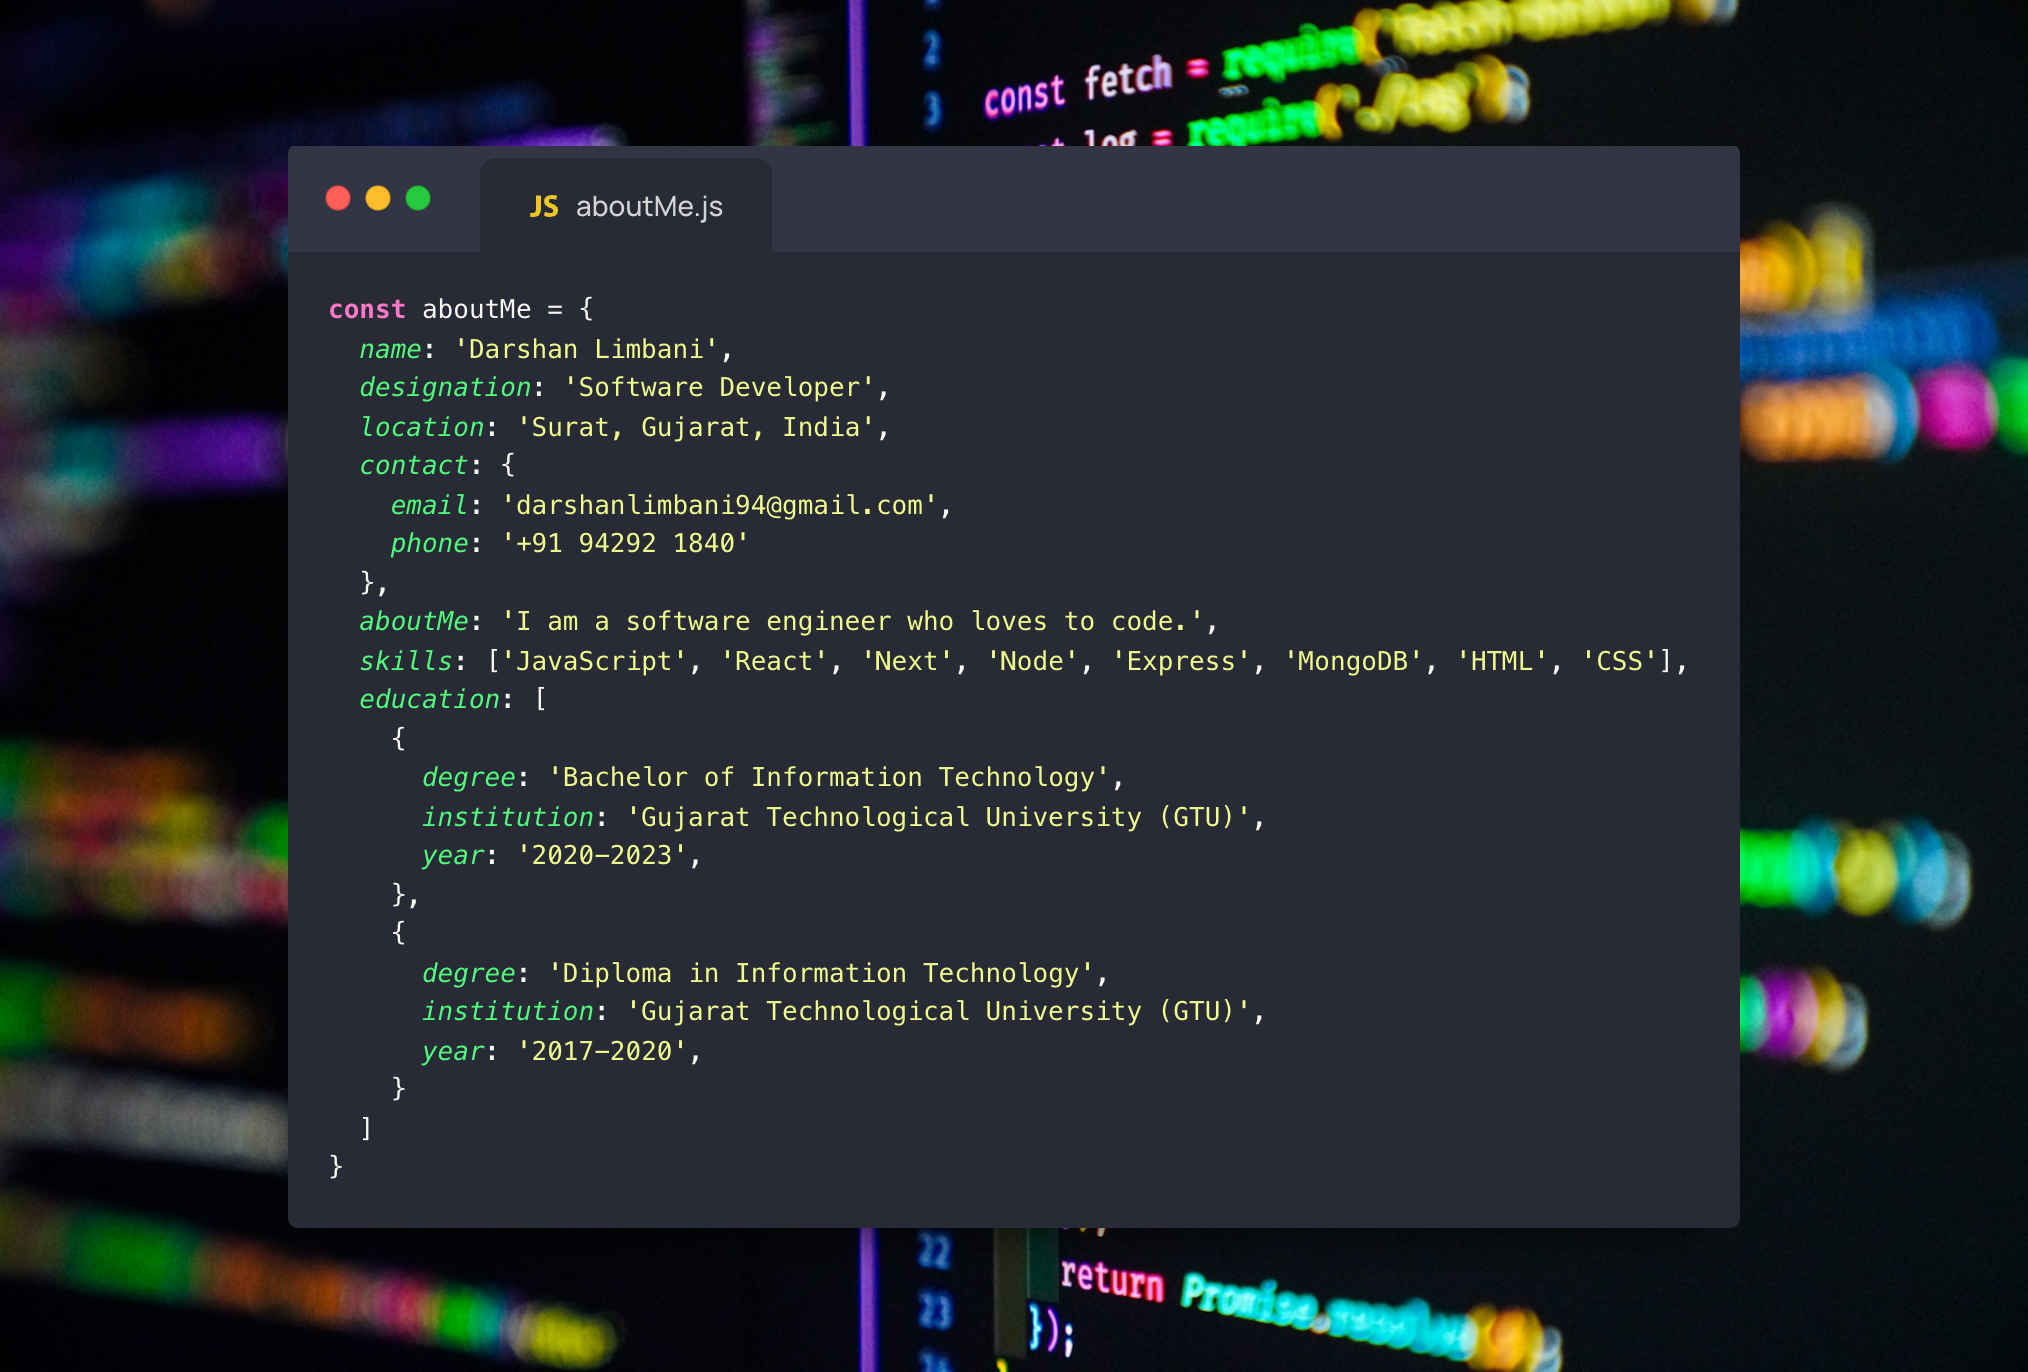 2
const fetch = require(
3
log = require(
JS aboutMe.js
const aboutMe = {
  name: 'Darshan Limbani',
  designation: 'Software Developer',
  location: 'Surat, Gujarat, India',
  contact: {
    email: 'darshanlimbani94@gmail.com',
    phone: '+91 94292 1840'
  },
  aboutMe: 'I am a software engineer who loves to code.',
  skills: ['JavaScript', 'React', 'Next', 'Node', 'Express', 'MongoDB', 'HTML', 'CSS'],
  education: [
    {
      degree: 'Bachelor of Information Technology',
      institution: 'Gujarat Technological University (GTU)',
      year: '2020-2023',
    },
    {
      degree: 'Diploma in Information Technology',
      institution: 'Gujarat Technological University (GTU)',
      year: '2017-2020',
    }
  ]
}
22
return Promise.
23
});